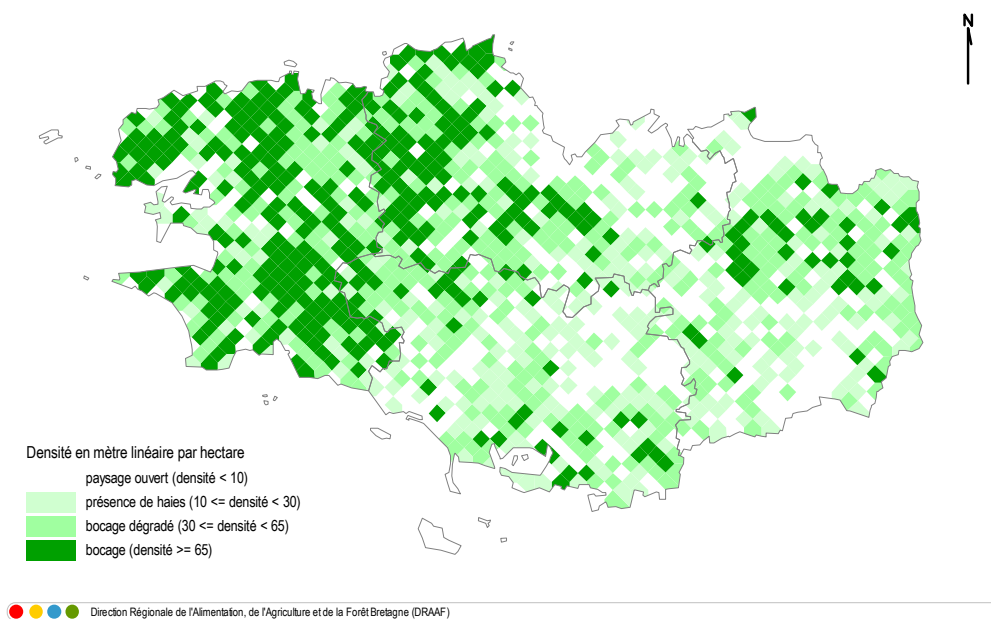 N
Densité en mètre linéaire par hectare
paysage ouvert (densité < 10)
présence de haies (10 <= densité < 30)
bocage dégradé (30 <= densité < 65)
bocage (densité >= 65)
Direction Régionale de l'Alimentation, de l'Agriculture et de la Forêt Bretagne (DRAAF)